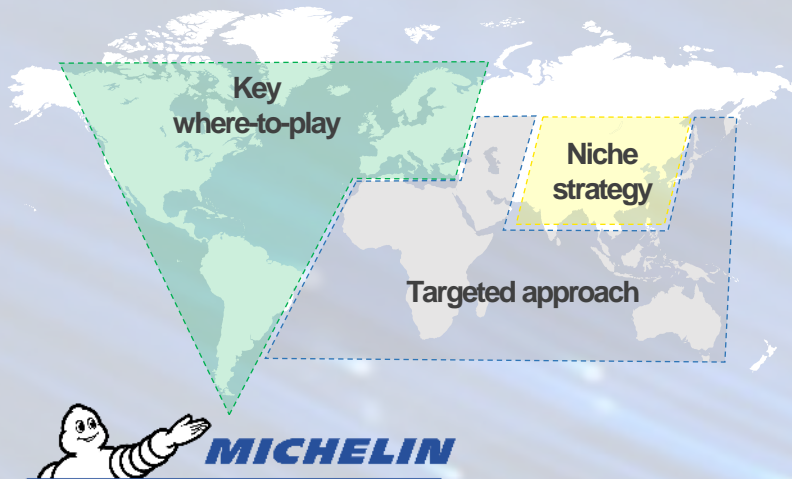 Key
where-to-play
Niche
strategy
Targeted approach
MICHELIN